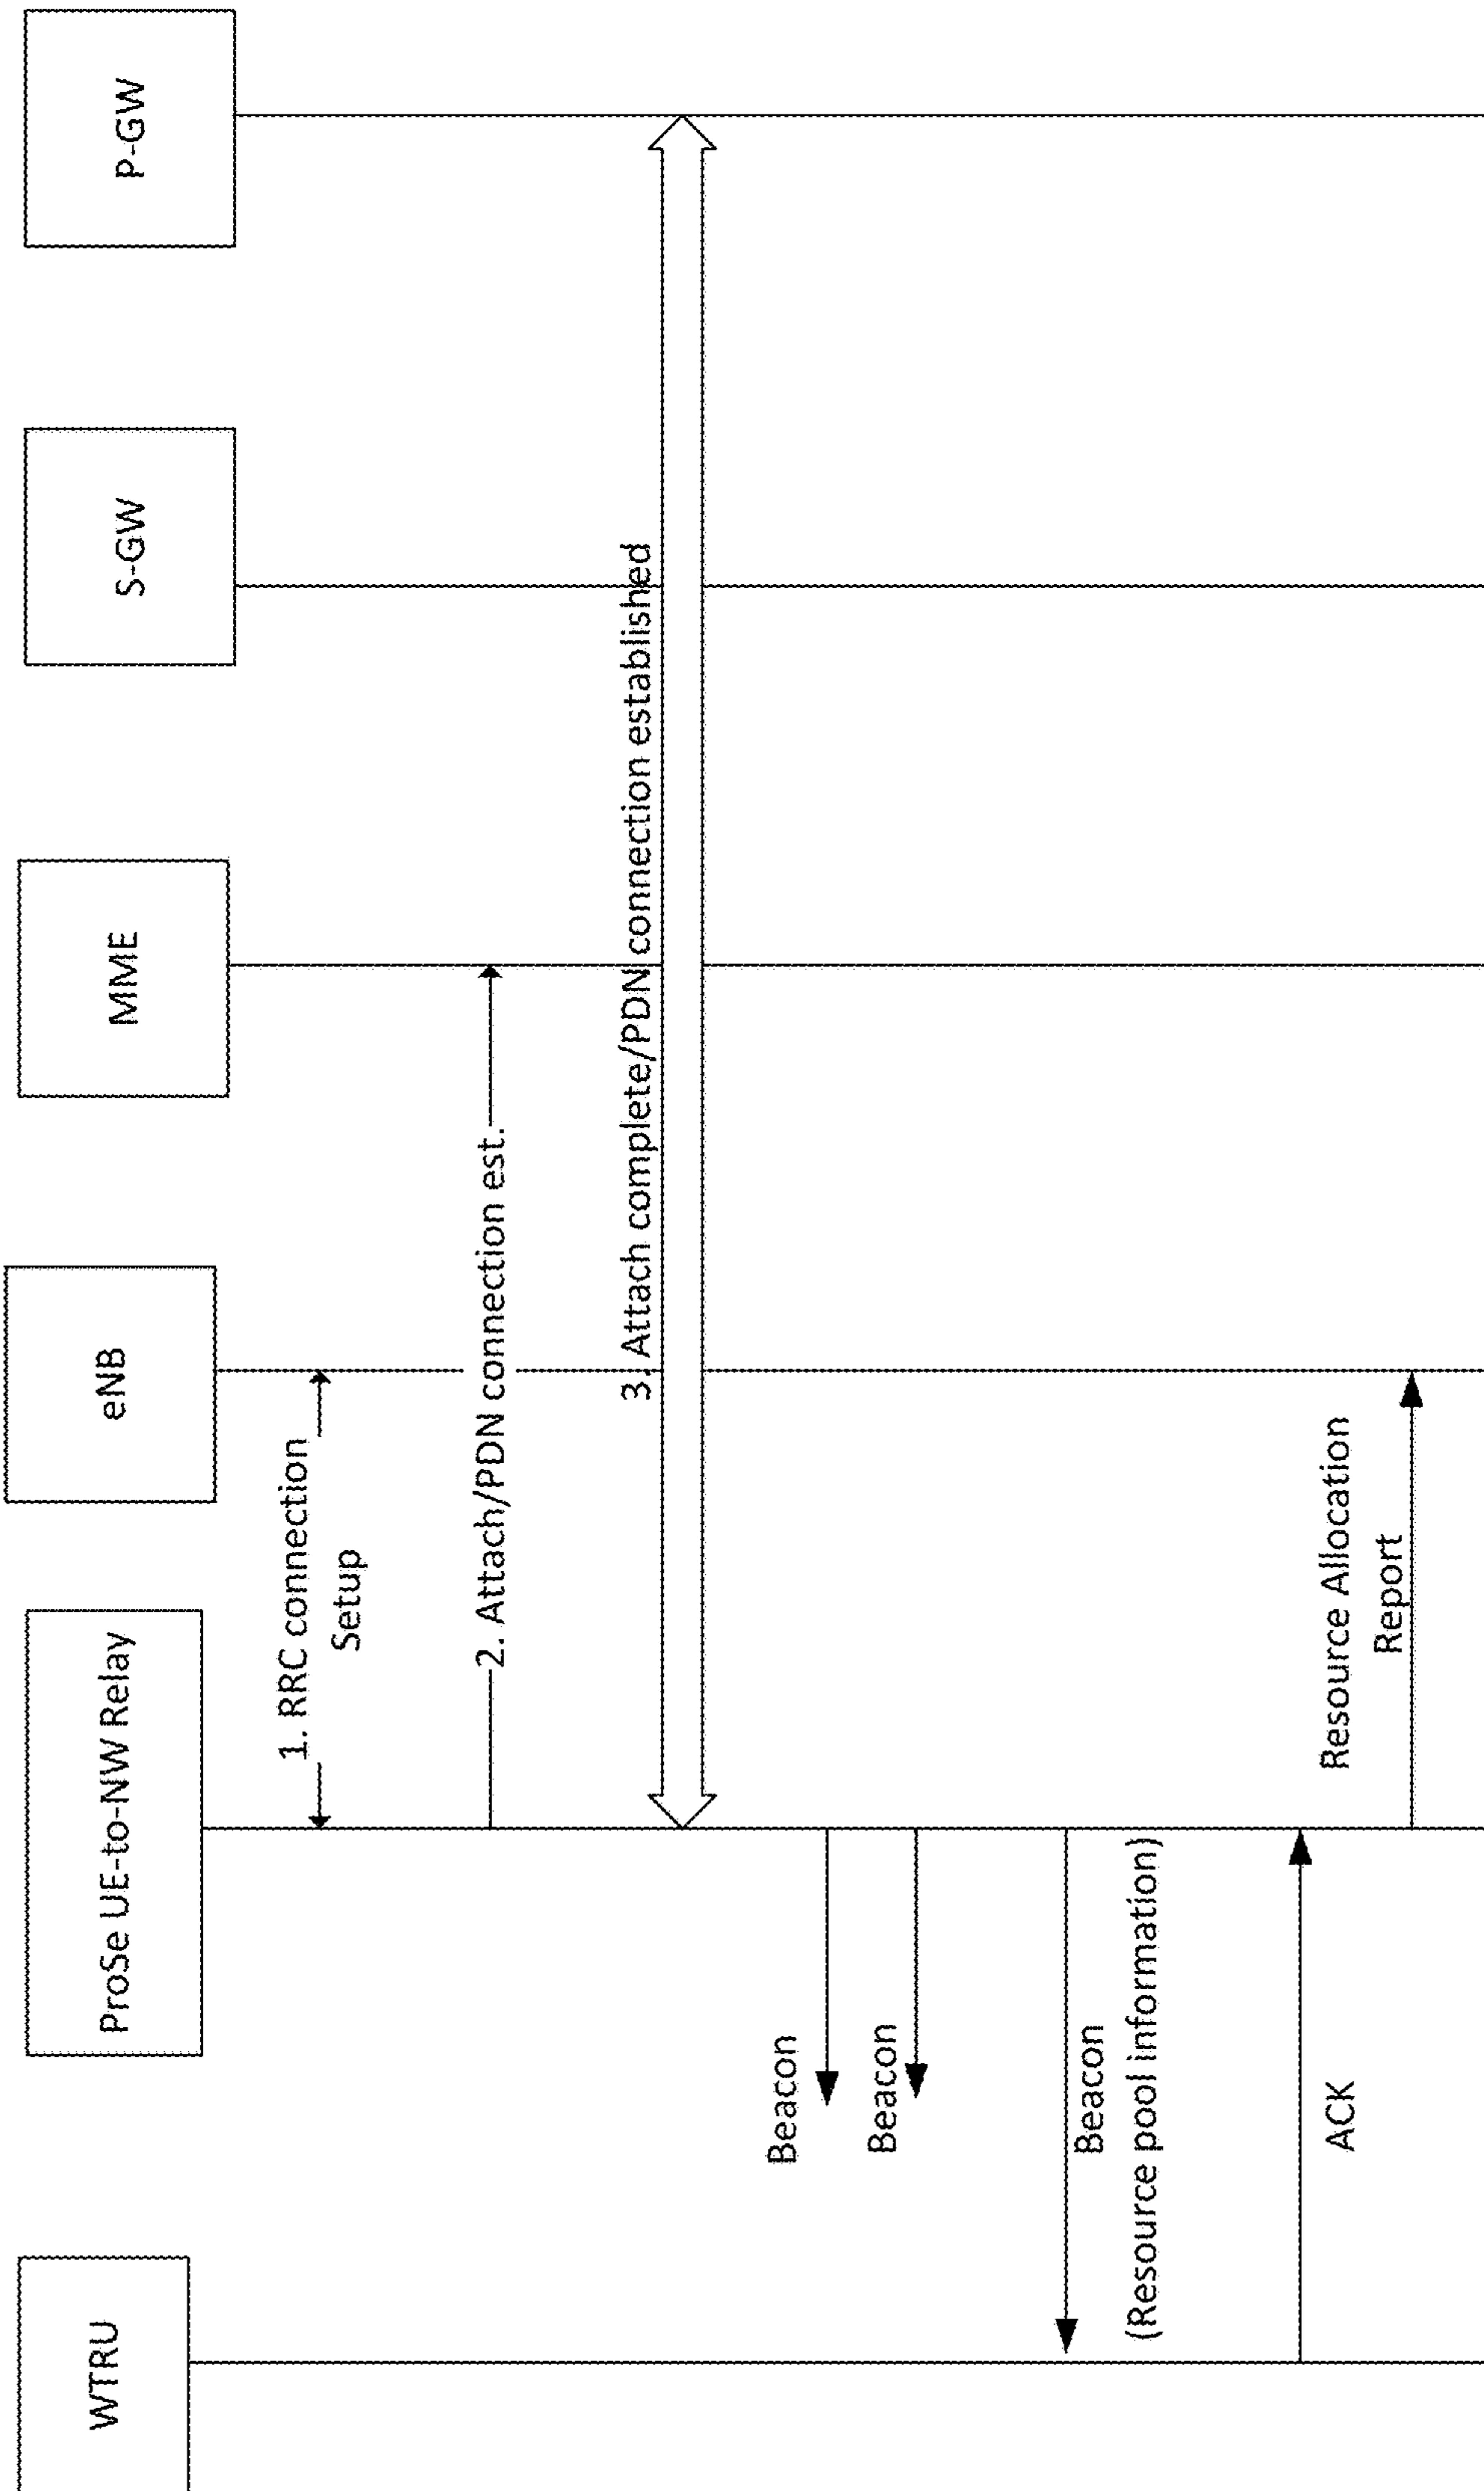 WTRU
ProSe UE-to-NW Relay
eNB
MME
S-GW
P-GW
1. RRC connection
Setup
2. Attach/PDN connection est.
3. Attach complete/PDN connection established
Beacon
Beacon
Beacon
(Resource pool information)
ACK
Resource Allocation
Report